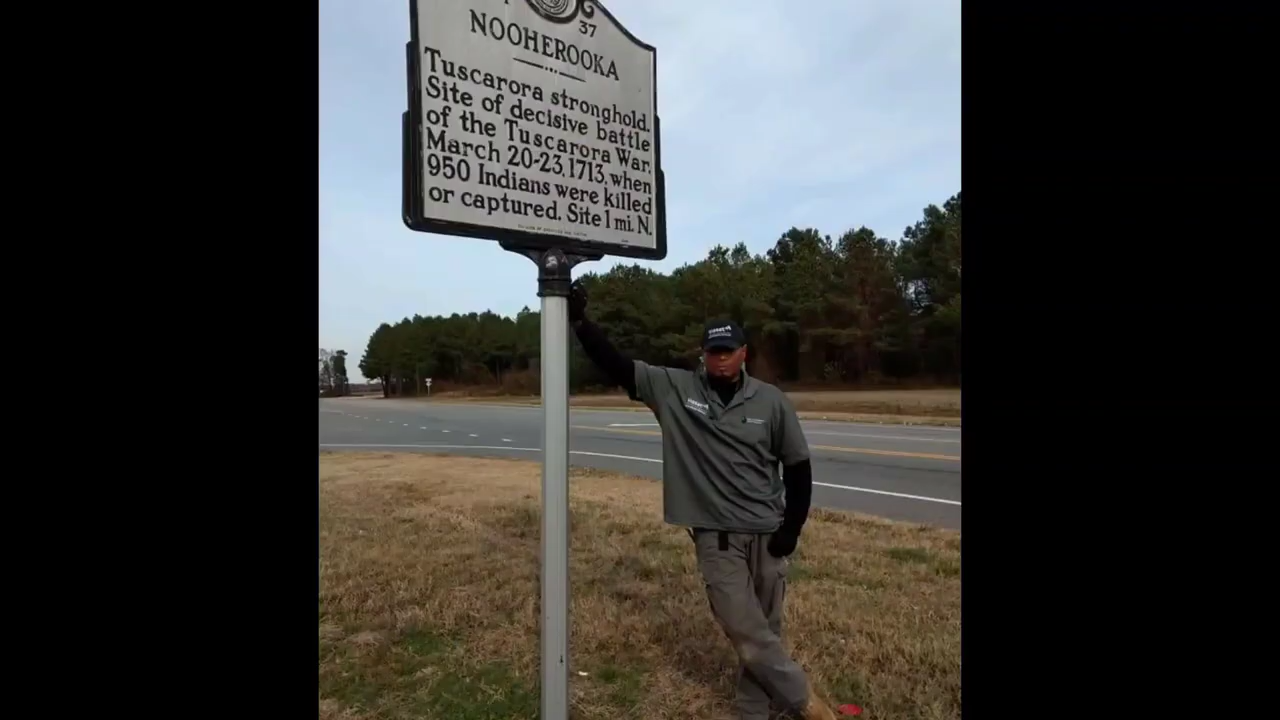 37
NOOHEROOKA
Tuscarora stronghold.
Site of decisive battle
of the Tuscarora War,
March 20-23, 1713, when
950 Indians were killed
or captured. Site 1 mi. N.